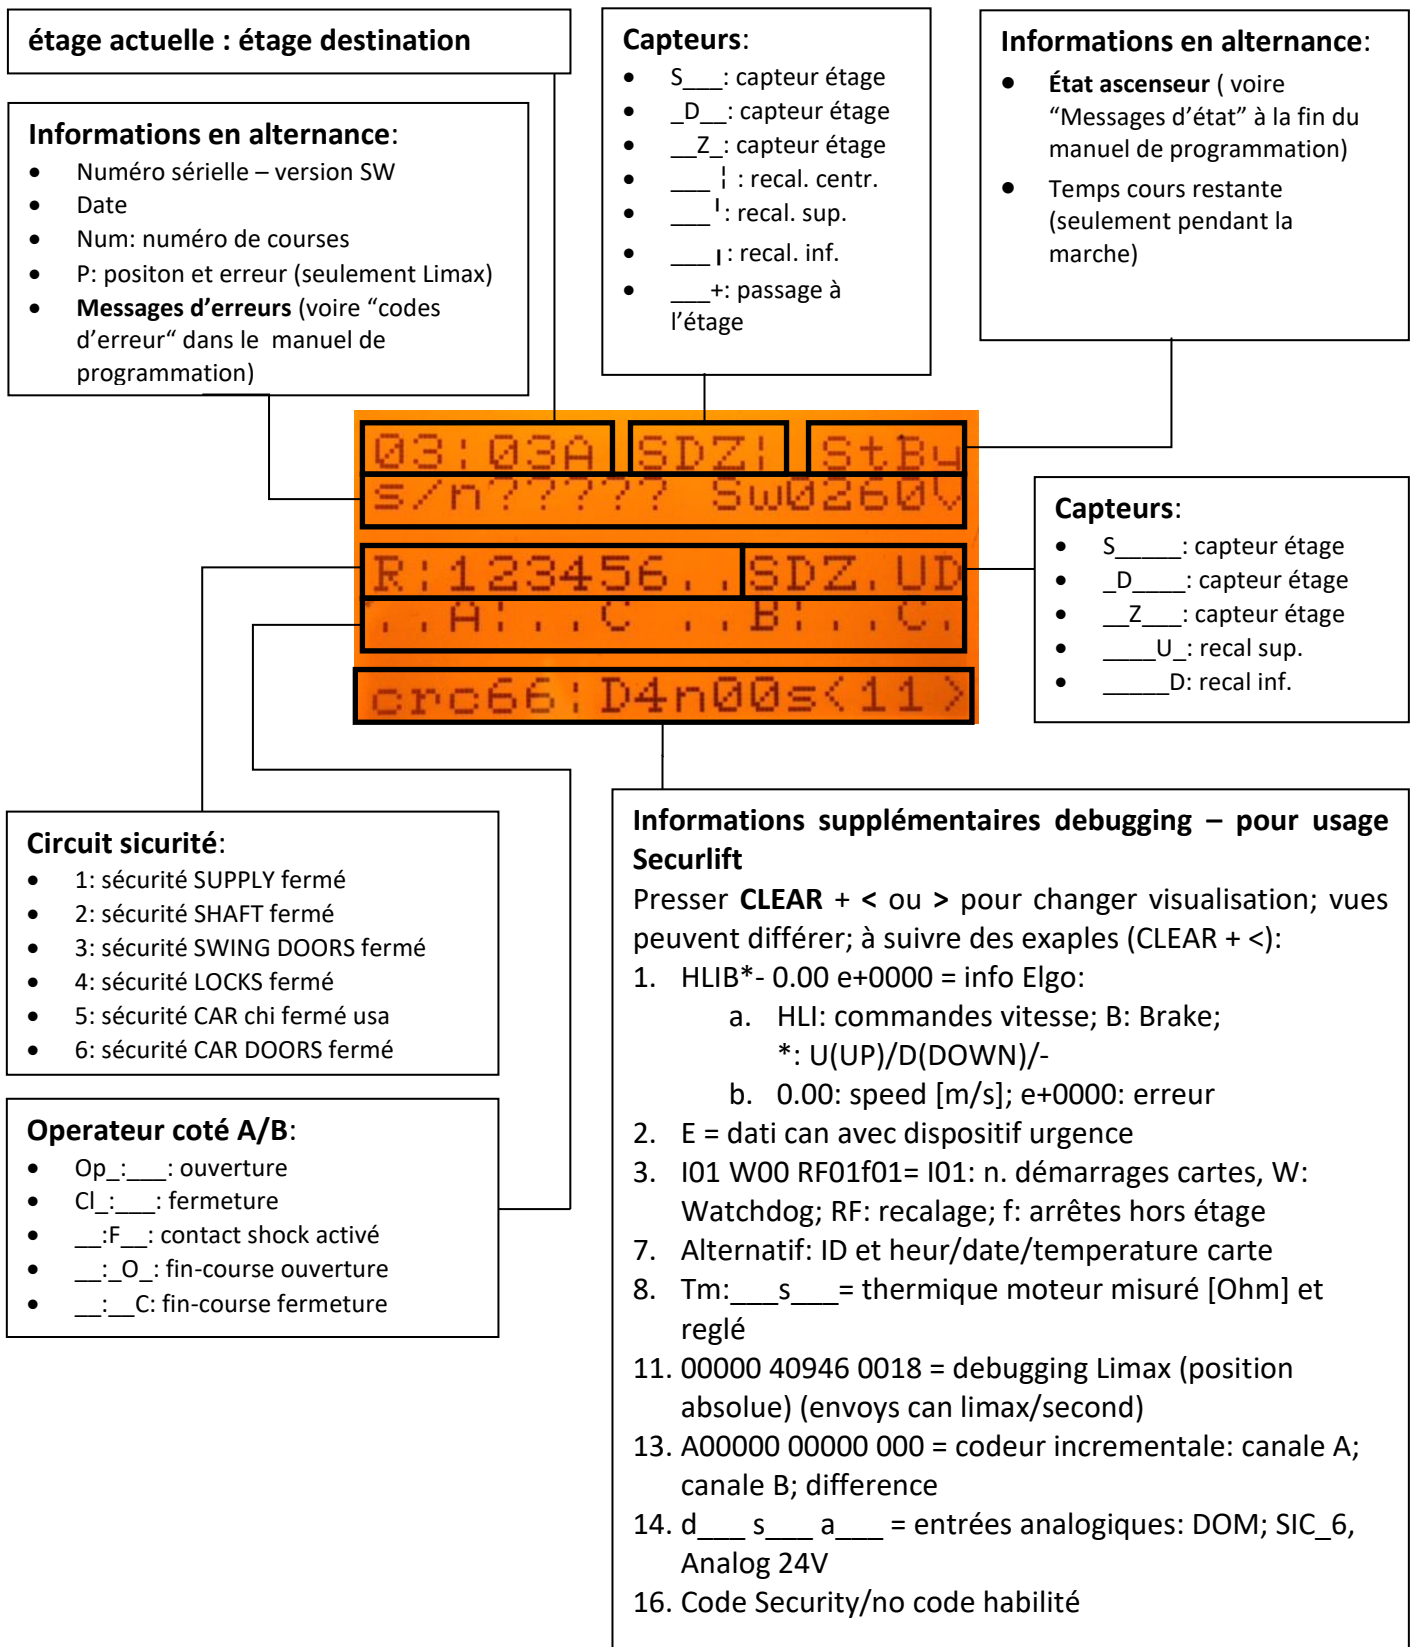 étage actuelle : étage destination
Informations en alternance:
• Numéro sérielle – version SW
• Date
• Num: numéro de courses
• P: positon et erreur (seulement Limax)
• Messages d’erreurs (voire “codes
d’erreur“ dans le manuel de
programmation)
Capteurs:
• S___: capteur étage
• _D__: capteur étage
• __Z_: capteur étage
• ___ ¦ : recal. centr.
• ___ ╹: recal. sup.
• ___ ╻: recal. inf.
• ___+: passage à
l’étage
Informations en alternance:
• État ascenseur ( voire
“Messages d’état” à la fin du
manuel de programmation)
• Temps cours restante
(seulement pendant la
marche)
03:03A SDZ¦ StBy
s/n????? Sw0260V
R:123456..SDZ.UD
..A:..C ..B:..C.
crc66:D4n00s<11>
Capteurs:
• S_____: capteur étage
• _D____: capteur étage
• __Z___: capteur étage
• ____U_: recal sup.
• _____D: recal inf.
Circuit sicurité:
• 1: sécurité SUPPLY fermé
• 2: sécurité SHAFT fermé
• 3: sécurité SWING DOORS fermé
• 4: sécurité LOCKS fermé
• 5: sécurité CAR chi fermé usa
• 6: sécurité CAR DOORS fermé
Operateur coté A/B:
• Op_:___: ouverture
• Cl_:___: fermeture
• __:F__: contact shock activé
• __:_O_: fin-course ouverture
• __:__C: fin-course fermeture
Informations supplémentaires debugging – pour usage
Securlift
Presser CLEAR + < ou > pour changer visualisation; vues
peuvent différer; à suivre des exaples (CLEAR + <):
1. HLIB*- 0.00 e+0000 = info Elgo:
a. HLI: commandes vitesse; B: Brake;
*: U(UP)/D(DOWN)/-
b. 0.00: speed [m/s]; e+0000: erreur
2. E = dati can avec dispositif urgence
3. I01 W00 RF01f01= I01: n. démarrages cartes, W:
Watchdog; RF: recalage; f: arrêtes hors étage
7. Alternatif: ID et heur/date/temperature carte
8. Tm:___s___= thermique moteur misuré [Ohm] et
reglé
11. 00000 40946 0018 = debugging Limax (position
absolue) (envoys can limax/second)
13. A00000 00000 000 = codeur incrementale: canale A;
canale B; difference
14. d___ s___ a___ = entrées analogiques: DOM; SIC_6,
Analog 24V
16. Code Security/no code habilité